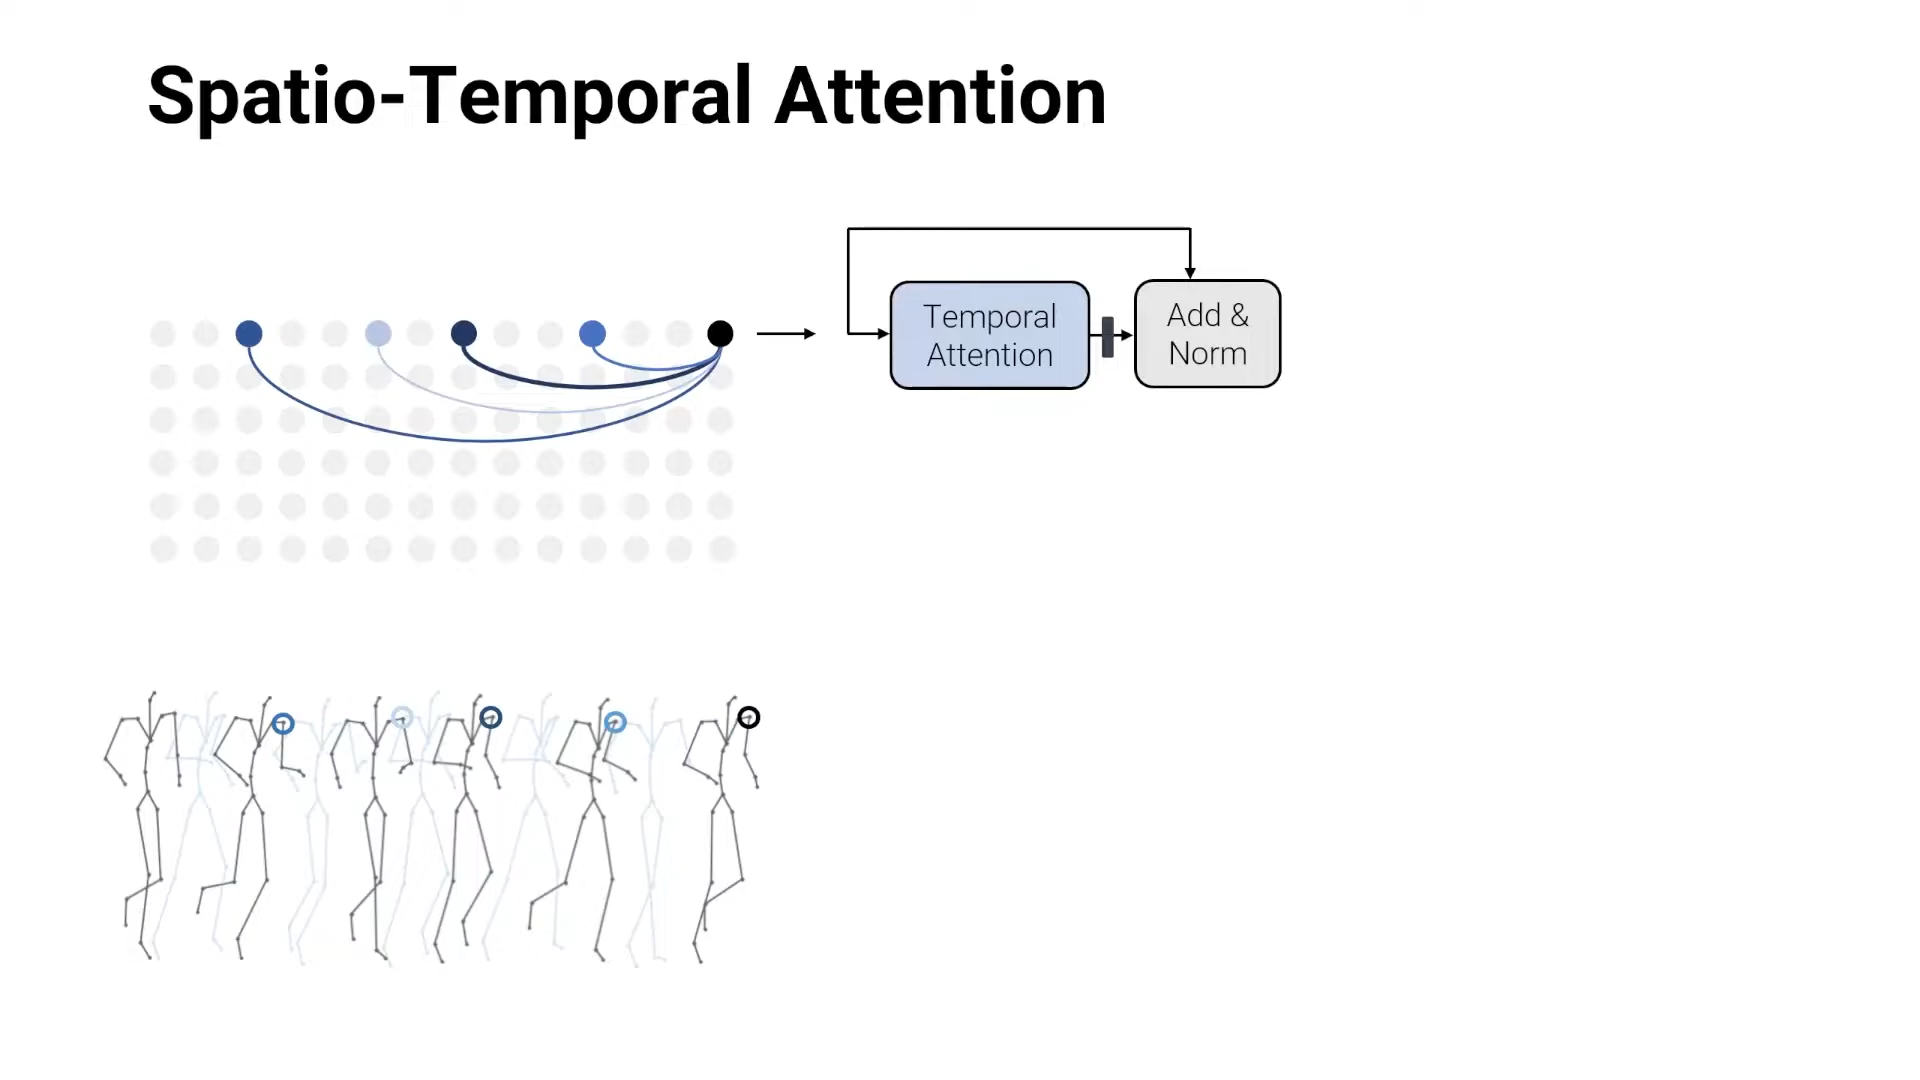 Spatio-Temporal Attention
Temporal
Attention
Add &
Norm